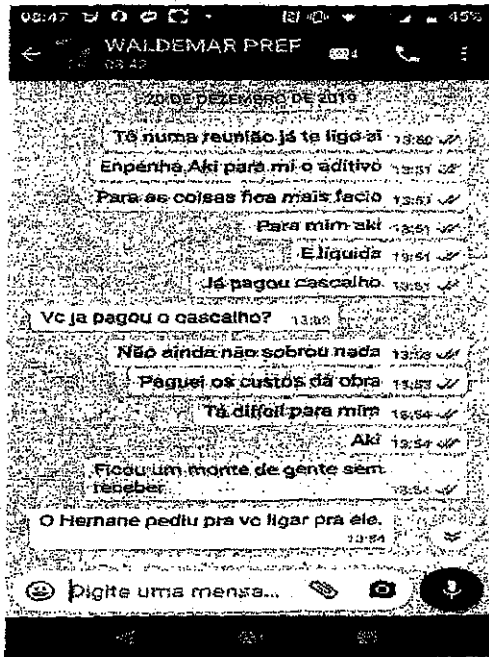 08:47 45%
WALDEMAR PREF
08:42
20 DE DEZEMBRO DE 2019
Tô numa reunião já te ligo ai 13:50
Enpenha Aki para mi o aditivo 13:51
Para as coisas fica mais facio 13:51
Para mim aki 13:51
E liquida 13:51
Já pagou cascalho 13:51
Vc ja pagou o cascalho? 13:52
Não ainda não sobrou nada 13:53
Paguei os custos da obra 13:53
Tá difícil para mim 13:54
Aki 13:54
Ficou um monte de gente sem
receber 13:54
O Hernane pediu pra vc ligar pra ele.
13:54
Digite uma mensa...